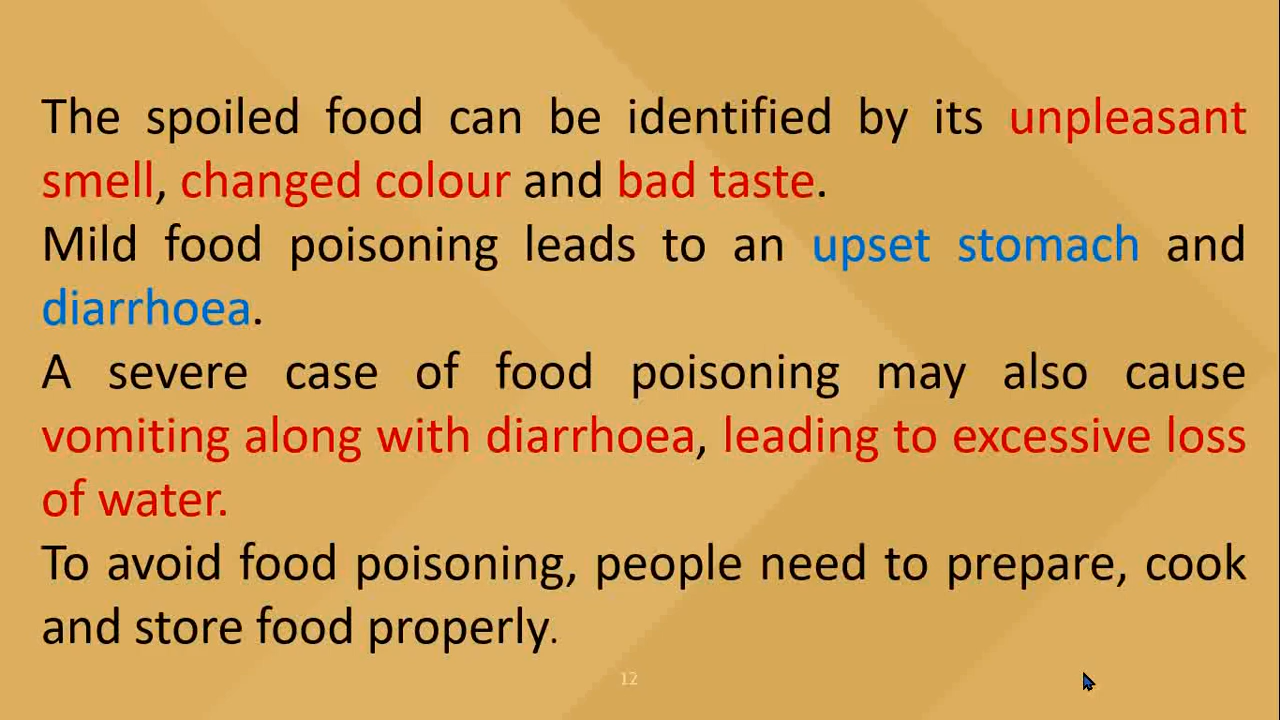 The spoiled food can be identified by its unpleasant
smell, changed colour and bad taste.
Mild food poisoning leads to an upset stomach and
diarrhoea.
A severe case of food poisoning may also cause
vomiting along with diarrhoea, leading to excessive loss
of water.
To avoid food poisoning, people need to prepare, cook
and store food properly.
12